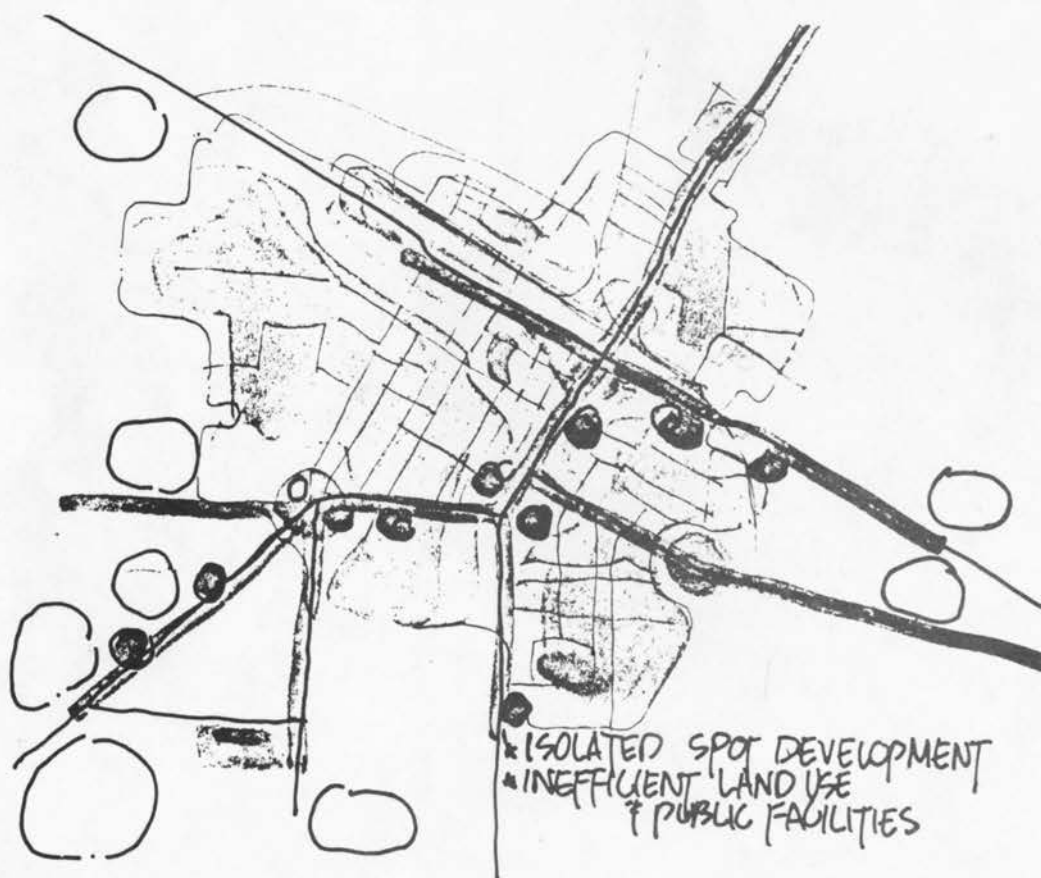 * ISOLATED SPOT DEVELOPMENT
* INEFFICIENT LAND USE
& PUBLIC FACILITIES